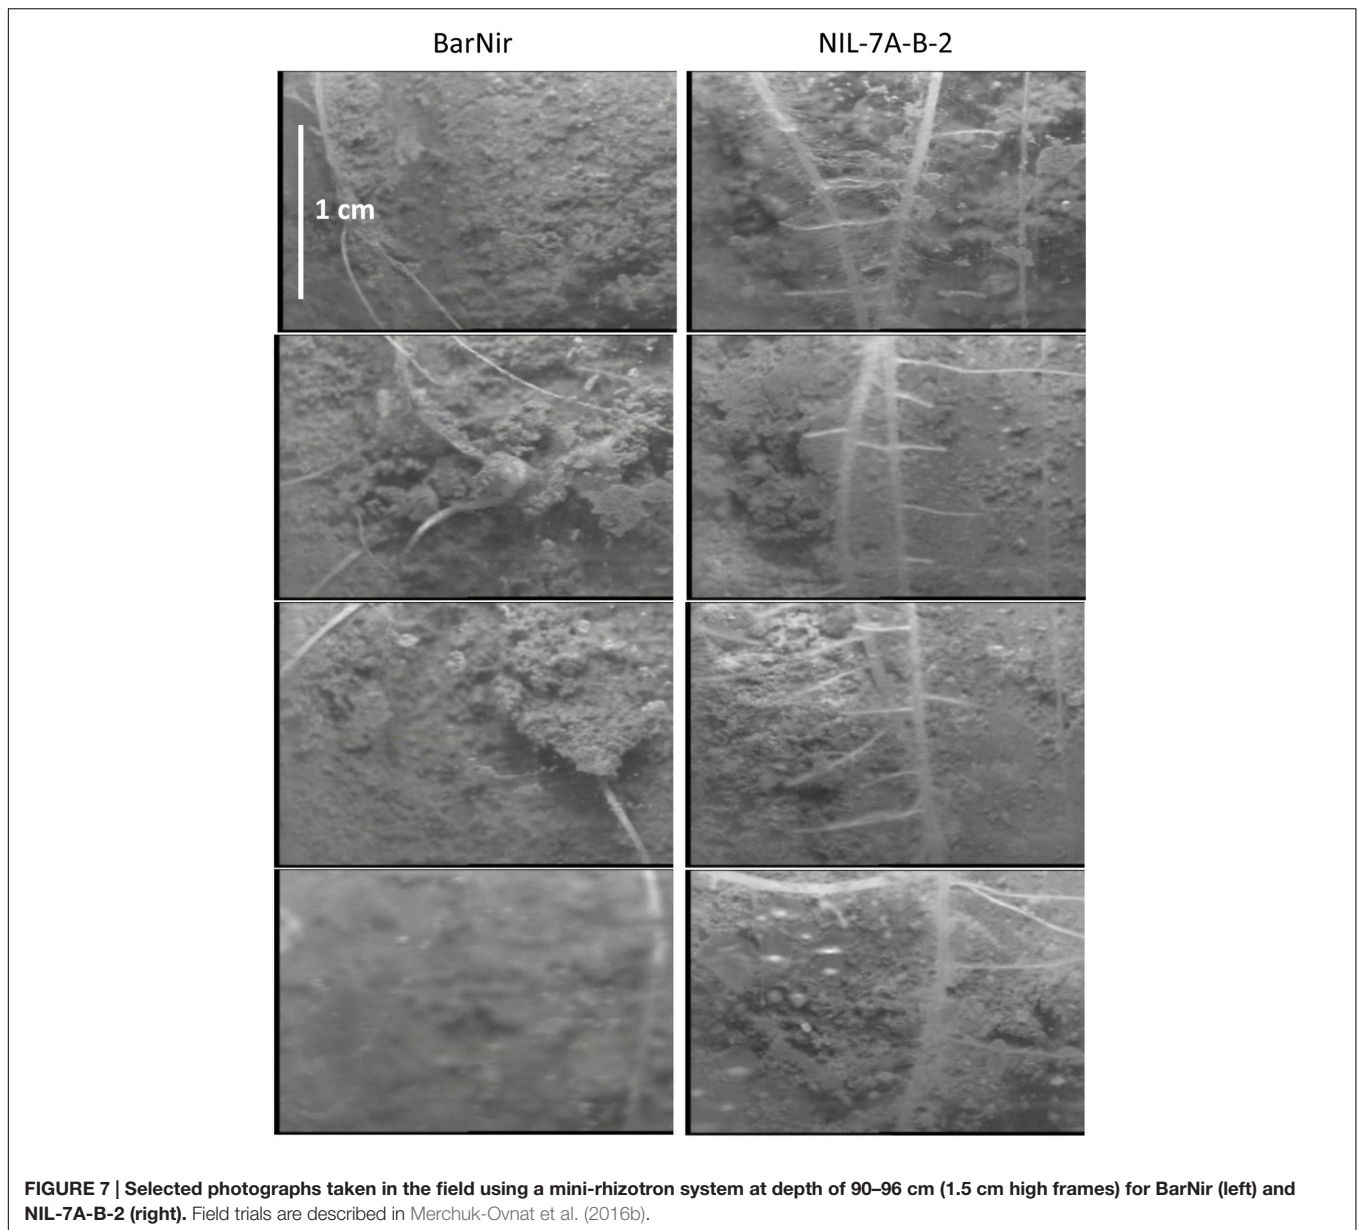 BarNir
NIL-7A-B-2
1 cm
FIGURE 7 | Selected photographs taken in the field using a mini-rhizotron system at depth of 90–96 cm (1.5 cm high frames) for BarNir (left) and
NIL-7A-B-2 (right). Field trials are described in Merchuk-Ovnat et al. (2016b).